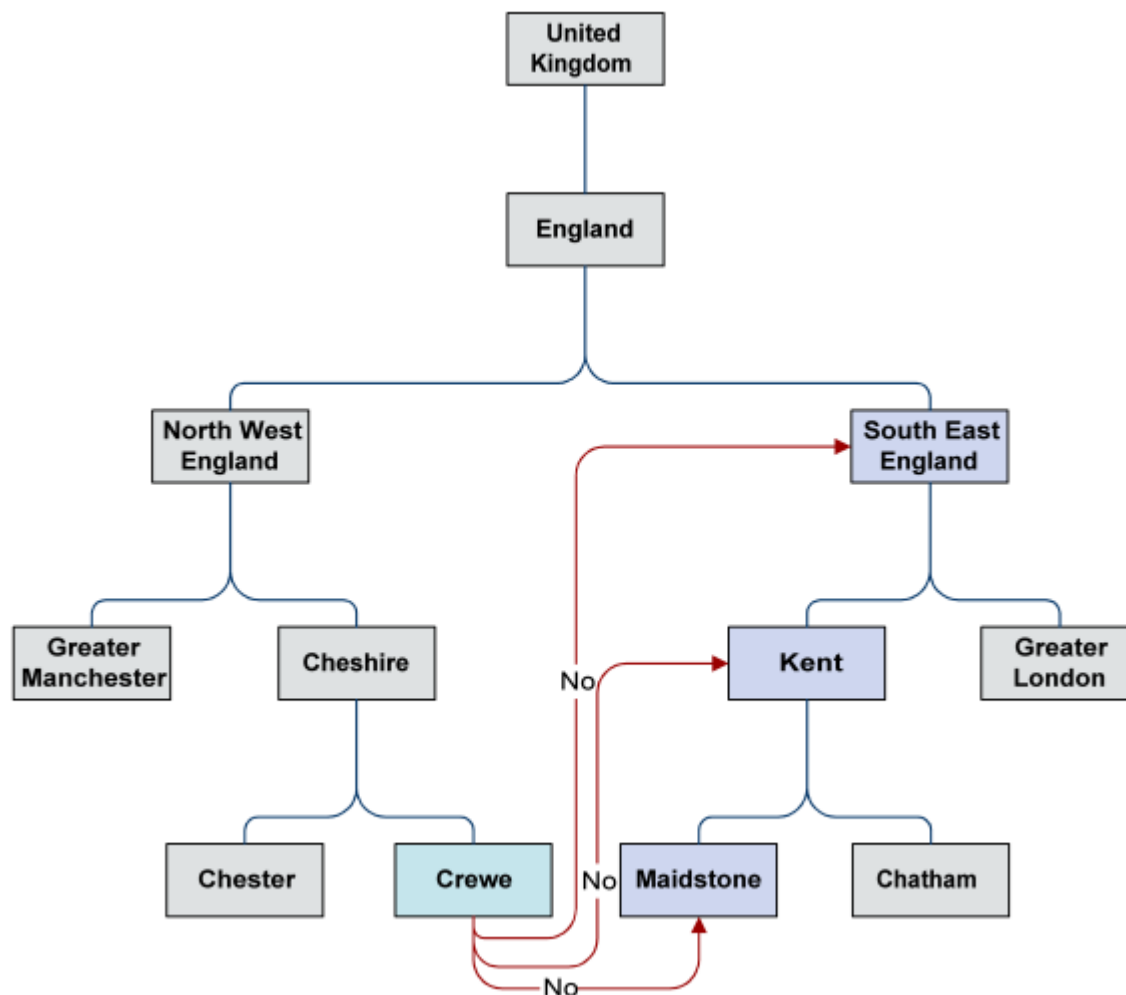 United
Kingdom
England
North West
England
South East
England
Greater
Manchester
Cheshire
No
Kent
Greater
London
Chester
Crewe
No
Maidstone
Chatham
No